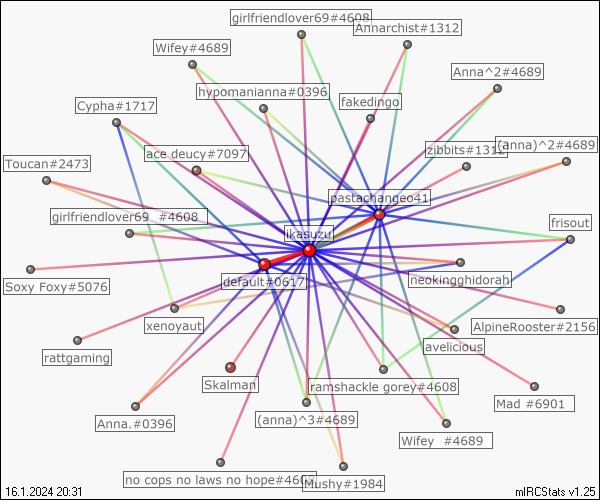 girlfriendlover69#4608
Annarchist#1312
Wifey#4689
Anna^2#4689
hypomanianna#0396
fakedingo
Cypha#1717
zibbits#1312
(anna)^2#4689
ace deucy#7097
Toucan#2473
pastachangeo41
girlfriendlover69_#4608
frisout
ikasuzu
default#0617
neokingghidorah
Soxy Foxy#5076
xenoyaut
AlpineRooster#2156
avelicious
rattgaming
Skalman
ramshackle gorey#4608
Mad #6901
Anna.#0396
(anna)^3#4689
Wifey #4689
no cops no laws no hope#4608
Mushy#1984
16.1.2024 20:31
mIRCStats v1.25